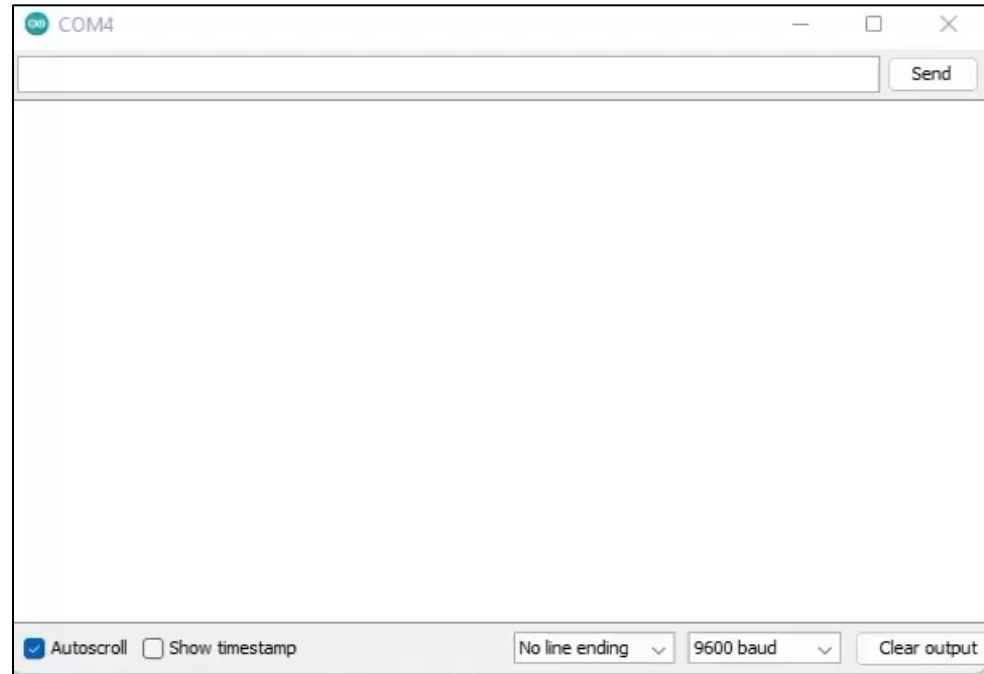 COM4
Send
Autoscroll Show timestamp No line ending 9600 baud Clear output